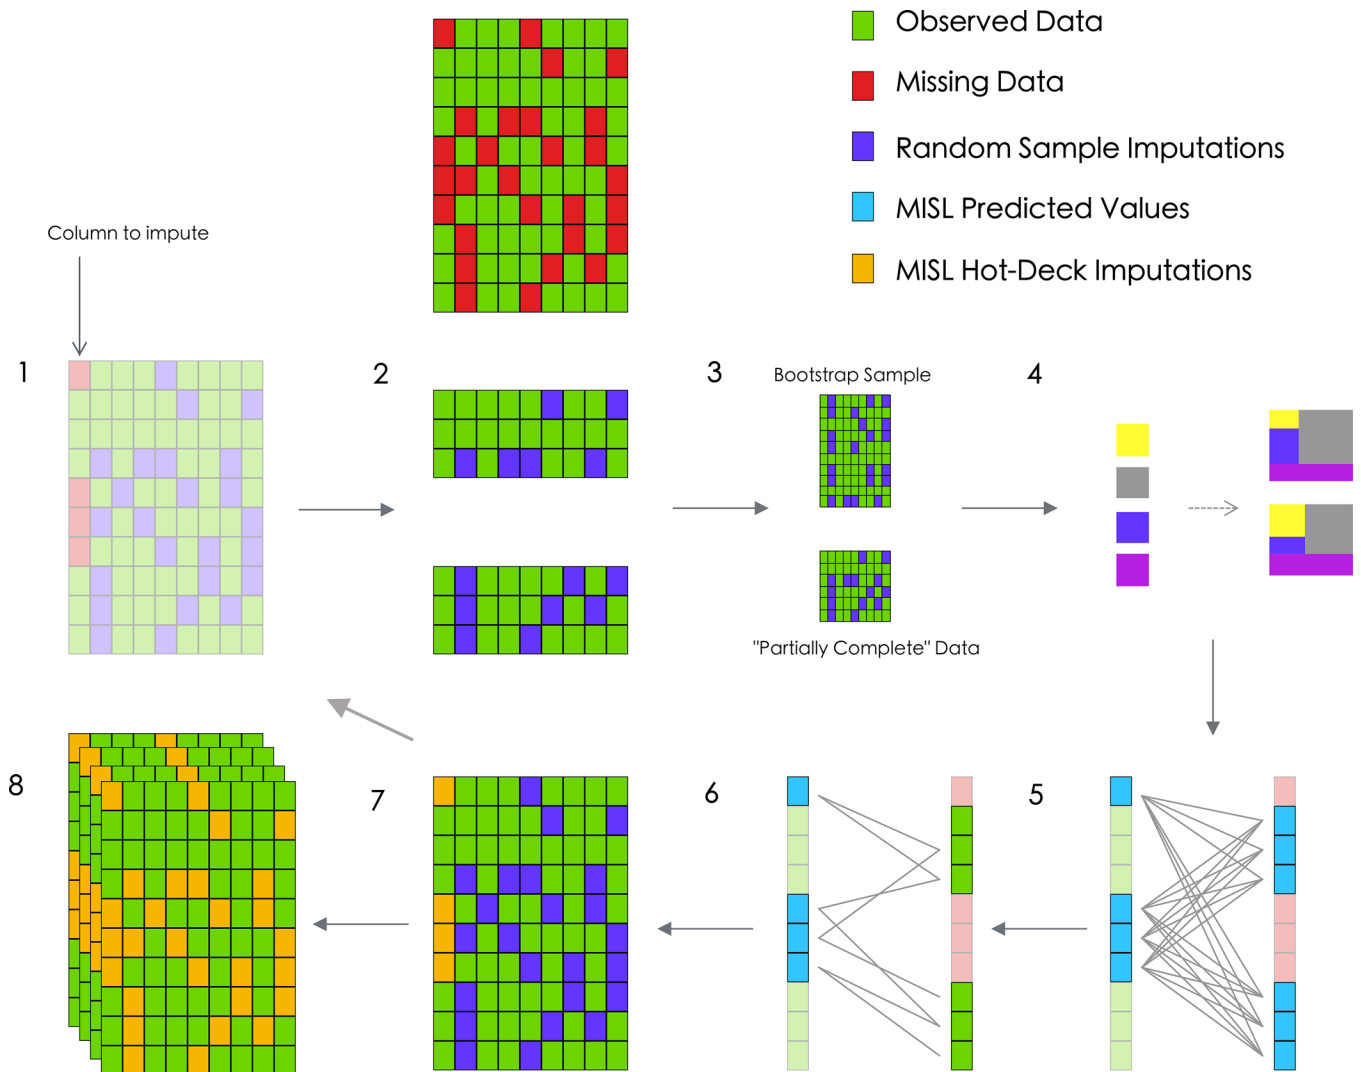 Observed Data
Missing Data
Random Sample Imputations
MISL Predicted Values
MISL Hot-Deck Imputations
Column to impute
1
2
3
Bootstrap Sample
4
"Partially Complete" Data
8
7
6
5